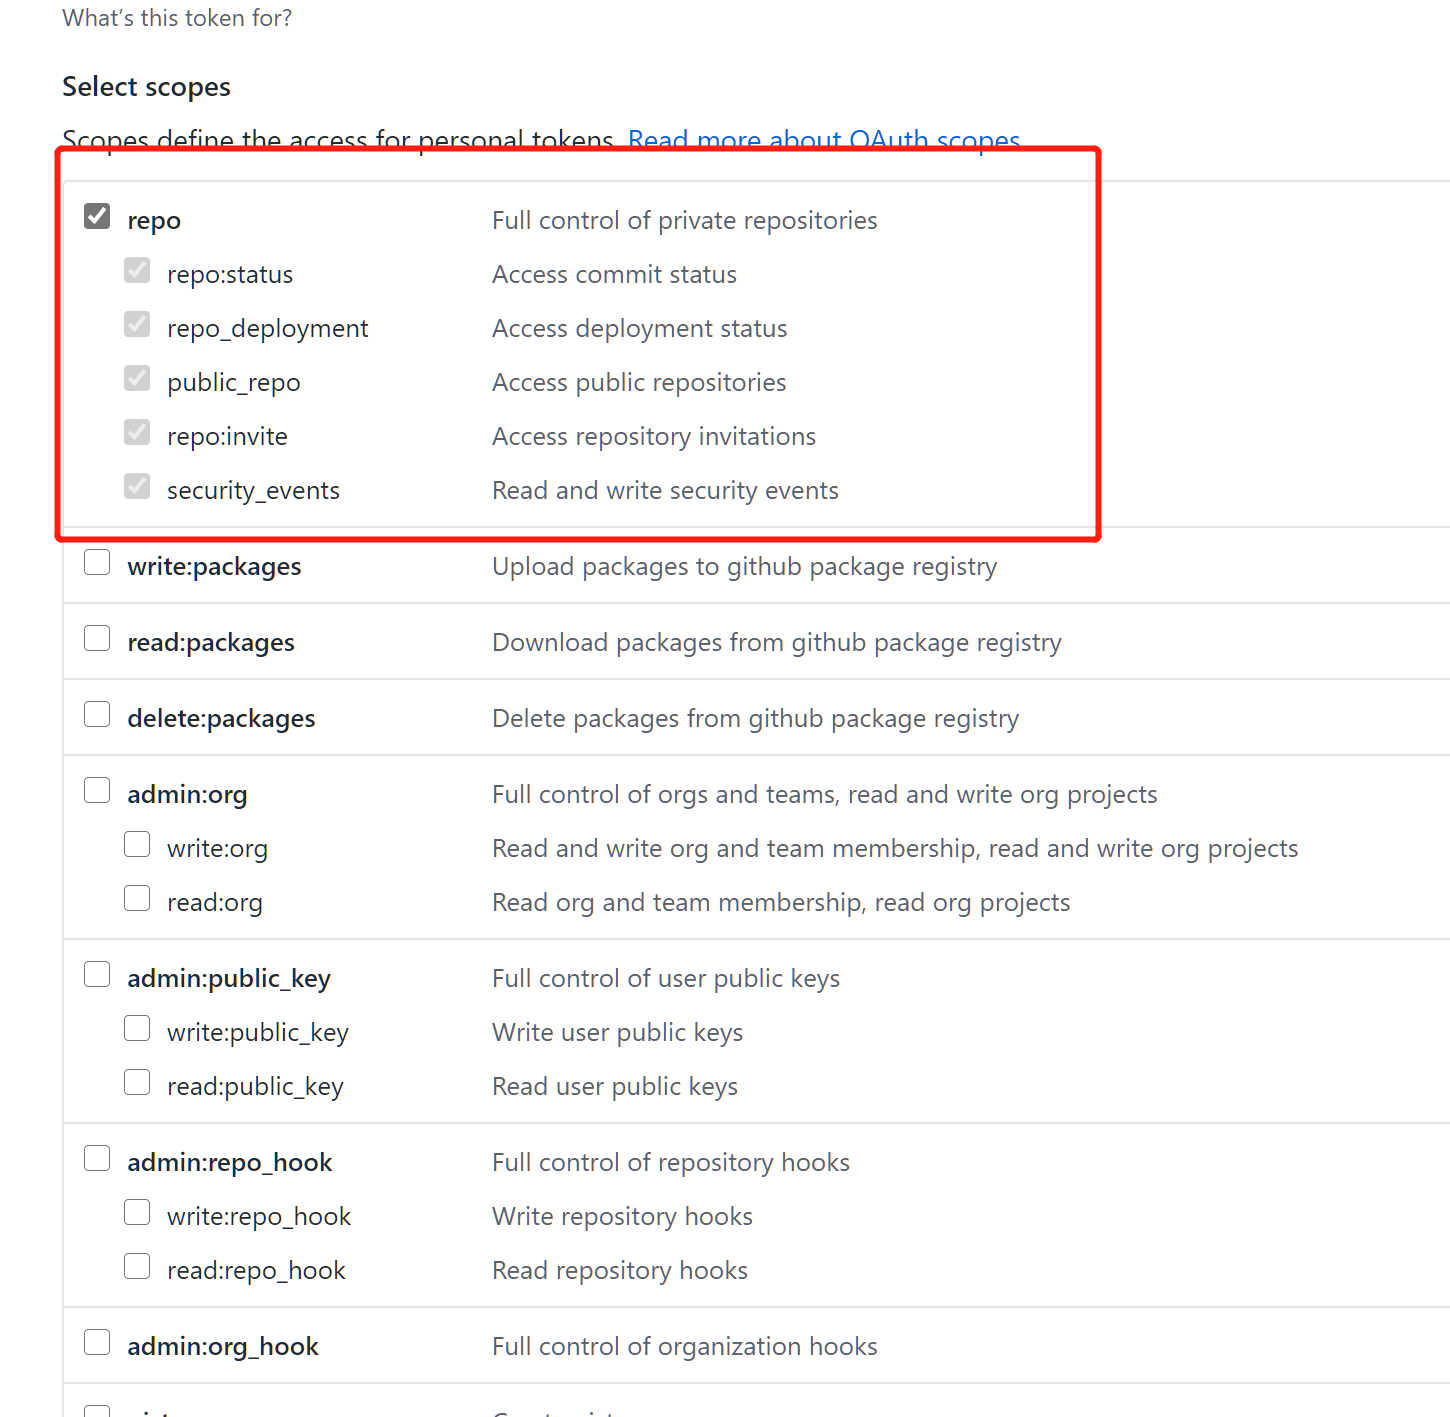 What's this token for?
Select scopes
Scopes define the access for personal tokens. Read more about OAuth scopes.
repo Full control of private repositories
repo:status Access commit status
repo_deployment Access deployment status
public_repo Access public repositories
repo:invite Access repository invitations
security_events Read and write security events
write:packages Upload packages to github package registry
read:packages Download packages from github package registry
delete:packages Delete packages from github package registry
admin:org Full control of orgs and teams, read and write org projects
write:org Read and write org and team membership, read and write org projects
read:org Read org and team membership, read org projects
admin:public_key Full control of user public keys
write:public_key Write user public keys
read:public_key Read user public keys
admin:repo_hook Full control of repository hooks
write:repo_hook Write repository hooks
read:repo_hook Read repository hooks
admin:org_hook Full control of organization hooks